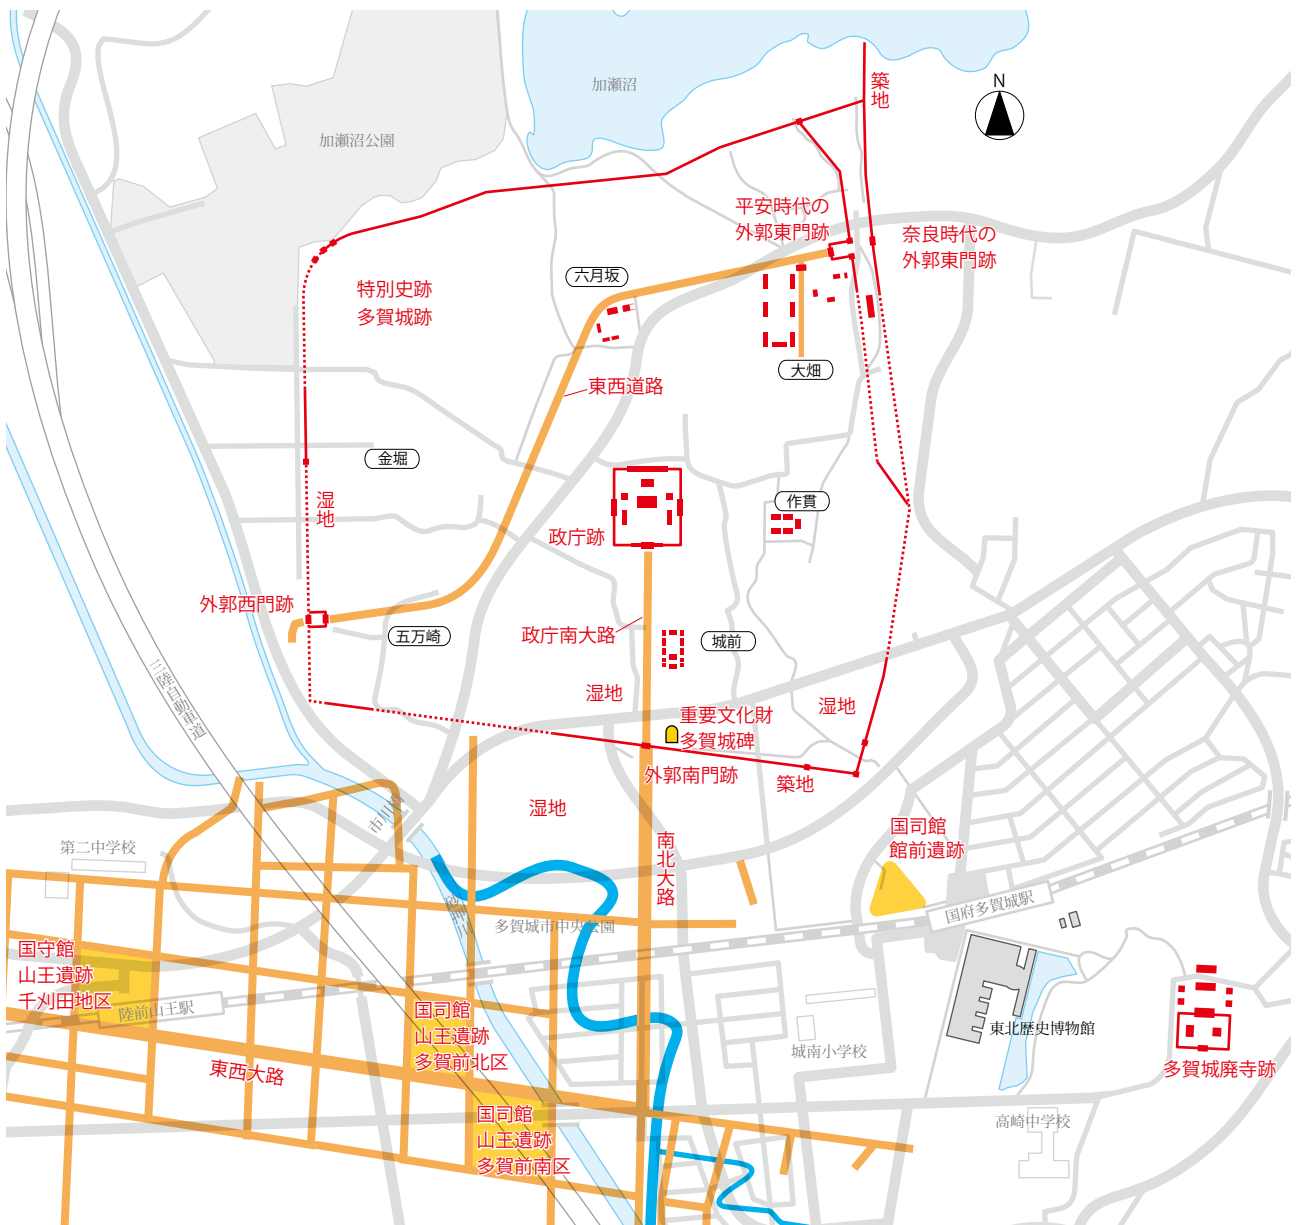 N
加瀬沼
築地
加瀬沼公園
平安時代の
外郭東門跡
奈良時代の
外郭東門跡
六月坂
特別史跡
多賀城跡
大畑
東西道路
金堀
湿地
作貫
政庁跡
外郭西門跡
五万崎
政庁南大路
城前
三陸自動車道
湿地
湿地
重要文化財
多賀城碑
外郭南門跡
築地
湿地
市川橋
国司館
館前遺跡
第二中学校
南北大路
国府多賀城駅
多賀城市中央公園
国守館
山王遺跡
千刈田地区
陸前山王駅
国司館
山王遺跡
多賀前北区
東北歴史博物館
城南小学校
東西大路
多賀城廃寺跡
国司館
山王遺跡
多賀前南区
高崎中学校